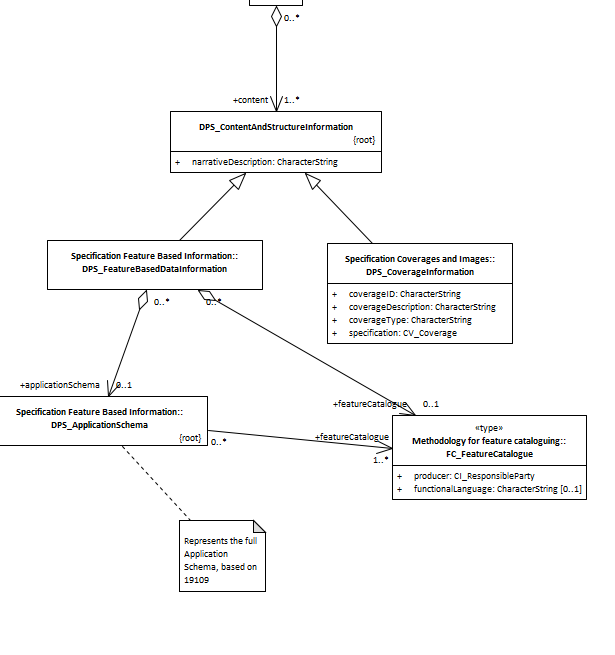 0..*
+content 1..*
DPS_ContentAndStructureInformation
{root}
+ narrativeDescription: CharacterString
Specification Feature Based Information::
DPS_FeatureBasedDataInformation
Specification Coverages and Images::
DPS_CoverageInformation
+ coverageID: CharacterString
+ coverageDescription: CharacterString
+ coverageType: CharacterString
+ specification: CV_Coverage
0..* 0..*
+applicationSchema 0..1
+featureCatalogue 0..1
Specification Feature Based Information::
DPS_ApplicationSchema
{root}
0..* +featureCatalogue
1..*
«type»
Methodology for feature cataloguing::
FC_FeatureCatalogue
+ producer: CI_ResponsibleParty
+ functionalLanguage: CharacterString [0..1]
Represents the full
Application
Schema, based on
19109